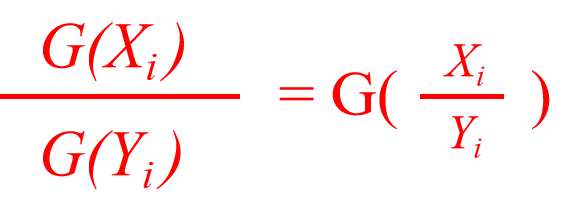 G(Xᵢ) / G(Yᵢ) = G( Xᵢ / Yᵢ )